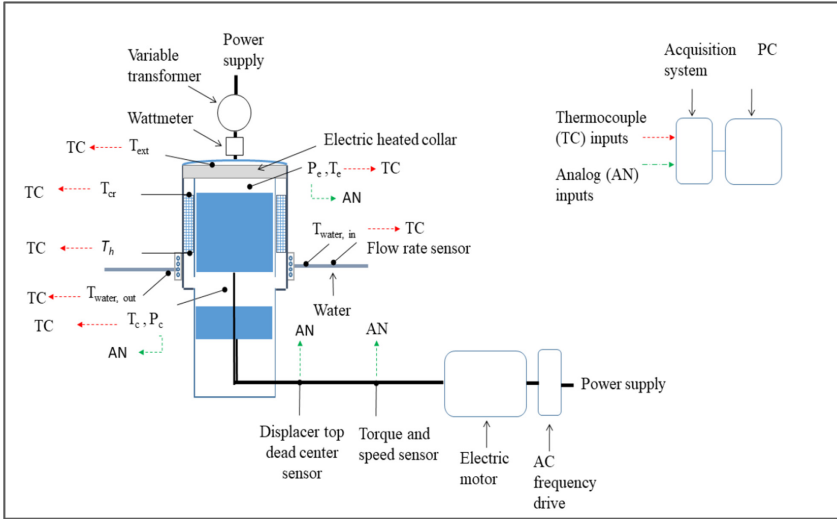 Power
supply
Variable
transformer
Wattmeter
TC
T_ext
Electric heated collar
P_e ,T_e
TC
AN
TC
T_cr
TC
T_h
T_water, in
TC
Flow rate sensor
Water
TC
T_water, out
TC
T_c , P_c
AN
AN
AN
Displacer top
dead center
sensor
Torque and
speed sensor
Electric
motor
AC
frequency
drive
Power supply
Acquisition
system
PC
Thermocouple
(TC) inputs
Analog (AN)
inputs